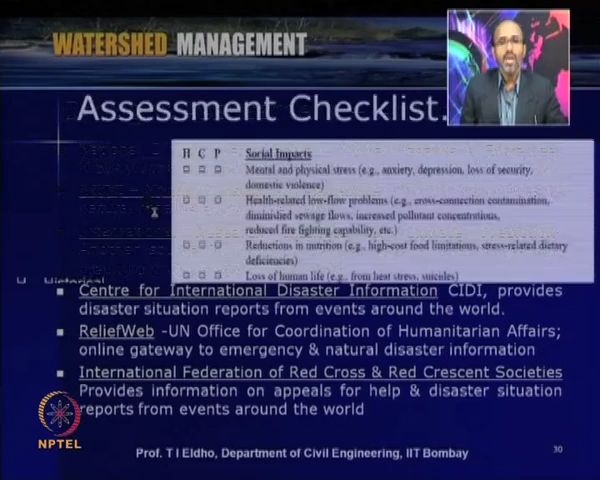 WATERSHED MANAGEMENT
Assessment Checklist.
H C P Social Impacts
Mental and physical stress (e.g., anxiety, depression, loss of security,
domestic violence)
Health-related low-flow problems (e.g., cross-connection contamination,
diminished sewage flows, increased pollutant concentrations,
reduced fire fighting capability, etc.)
Reductions in nutrition (e.g., high-cost food limitations, stress-related dietary
deficiencies)
Loss of human life (e.g., from heat stress, suicides)
H Historical
▪ Centre for International Disaster Information CIDI, provides
disaster situation reports from events around the world.
▪ ReliefWeb -UN Office for Coordination of Humanitarian Affairs;
online gateway to emergency & natural disaster information
▪ International Federation of Red Cross & Red Crescent Societies
Provides information on appeals for help & disaster situation
reports from events around the world
NPTEL
Prof. T I Eldho, Department of Civil Engineering, IIT Bombay
30